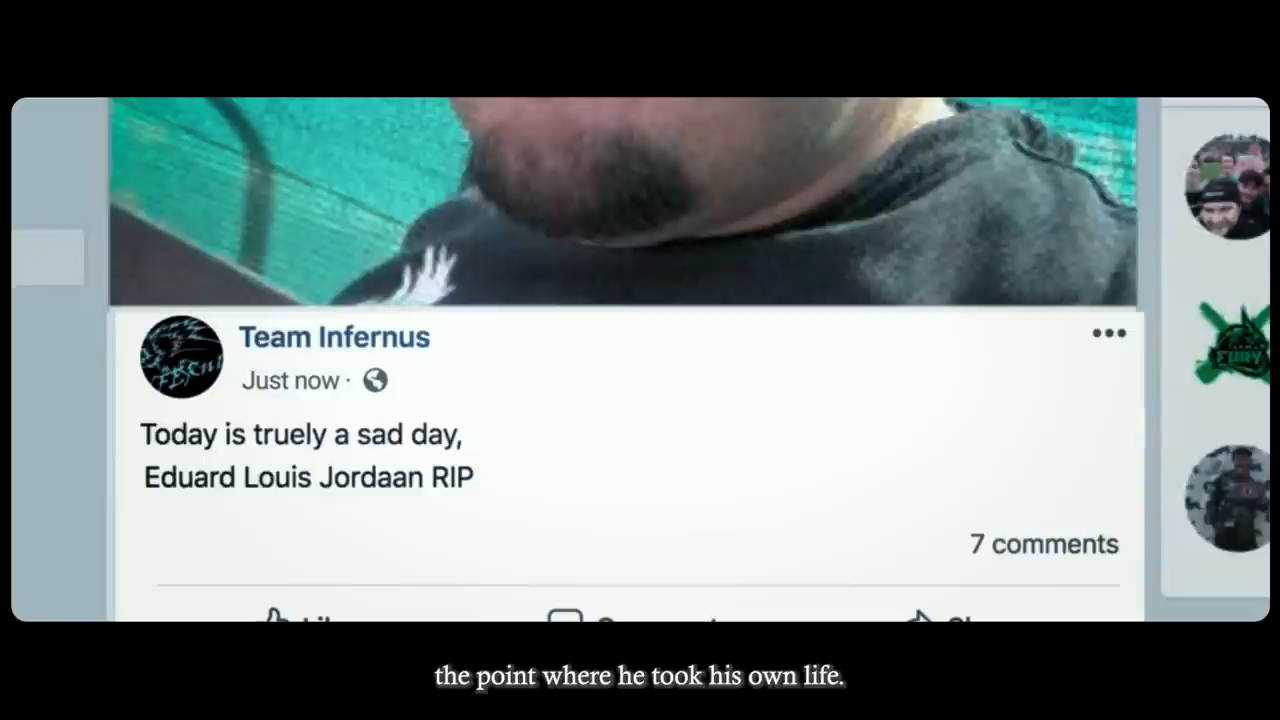 Team Infernus
Just now ·
Today is truely a sad day,
Eduard Louis Jordaan RIP
7 comments
FURY
the point where he took his own life.